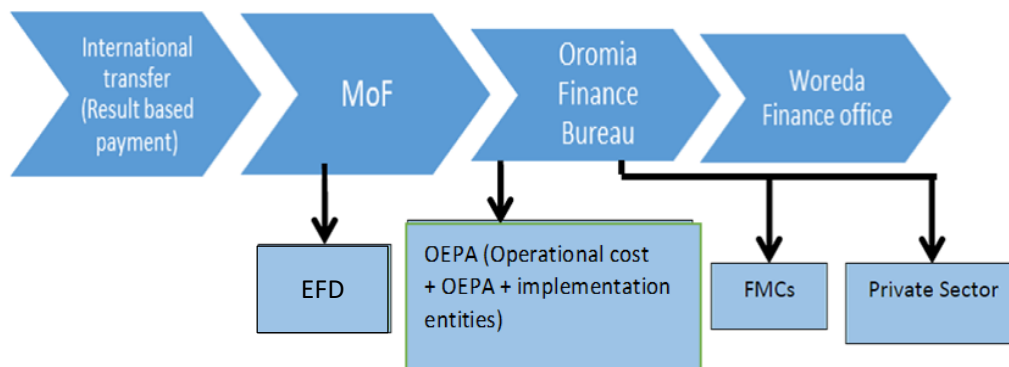 International
transfer
(Result based
payment)
MoF
Oromia
Finance
Bureau
Woreda
Finance office
EFD
OEPA (Operational cost
+ OEPA + implementation
entities)
FMCs
Private Sector